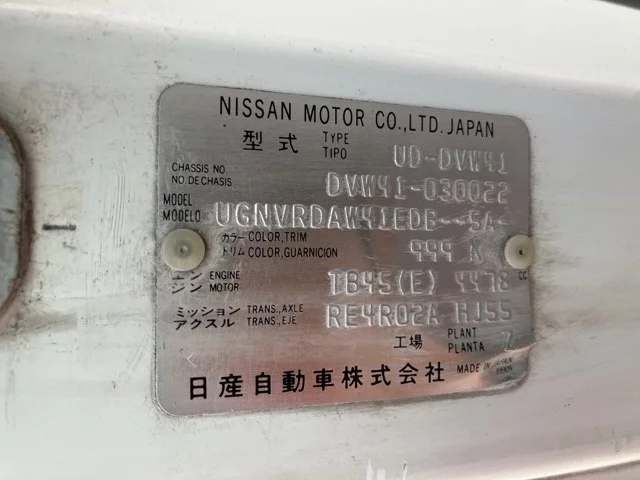 NISSAN MOTOR CO.,LTD. JAPAN
型式 TYPE TIPO UD-DVW41
CHASSIS NO. NO. DE CHASIS DVW41-030022
MODEL MODELO UGNVRDAW41EDB--5A-
カラー COLOR,TRIM トリム COLOR,GUARNICION 999 K
エンジン ENGINE MOTOR TB45(E) 4478 CC
ミッション TRANS.,AXLE アクスル TRANS.,EJE RE4R02A HJ55
工場 PLANT PLANTA
日産自動車株式会社 MADE IN JAPAN